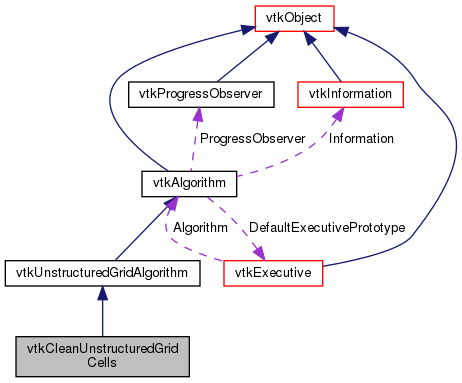 vtkObject
vtkProgressObserver
vtkInformation
ProgressObserver
Information
vtkAlgorithm
Algorithm
DefaultExecutivePrototype
vtkUnstructuredGridAlgorithm
vtkExecutive
vtkCleanUnstructuredGrid
Cells